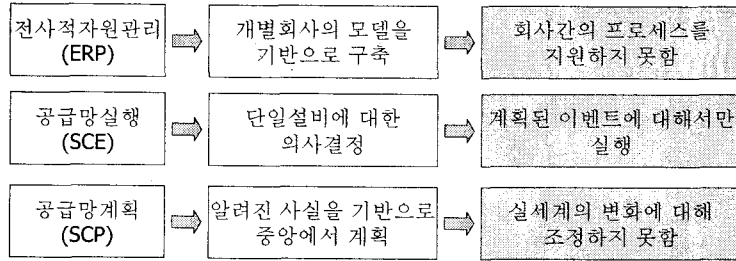 전사적자원관리
(ERP)
개별회사의 모델을
기반으로 구축
회사간의 프로세스를
지원하지 못함
공급망실행
(SCE)
단일설비에 대한
의사결정
계획된 이벤트에 대해서만
실행
공급망계획
(SCP)
알려진 사실을 기반으로
중앙에서 계획
실세계의 변화에 대해
조정하지 못함